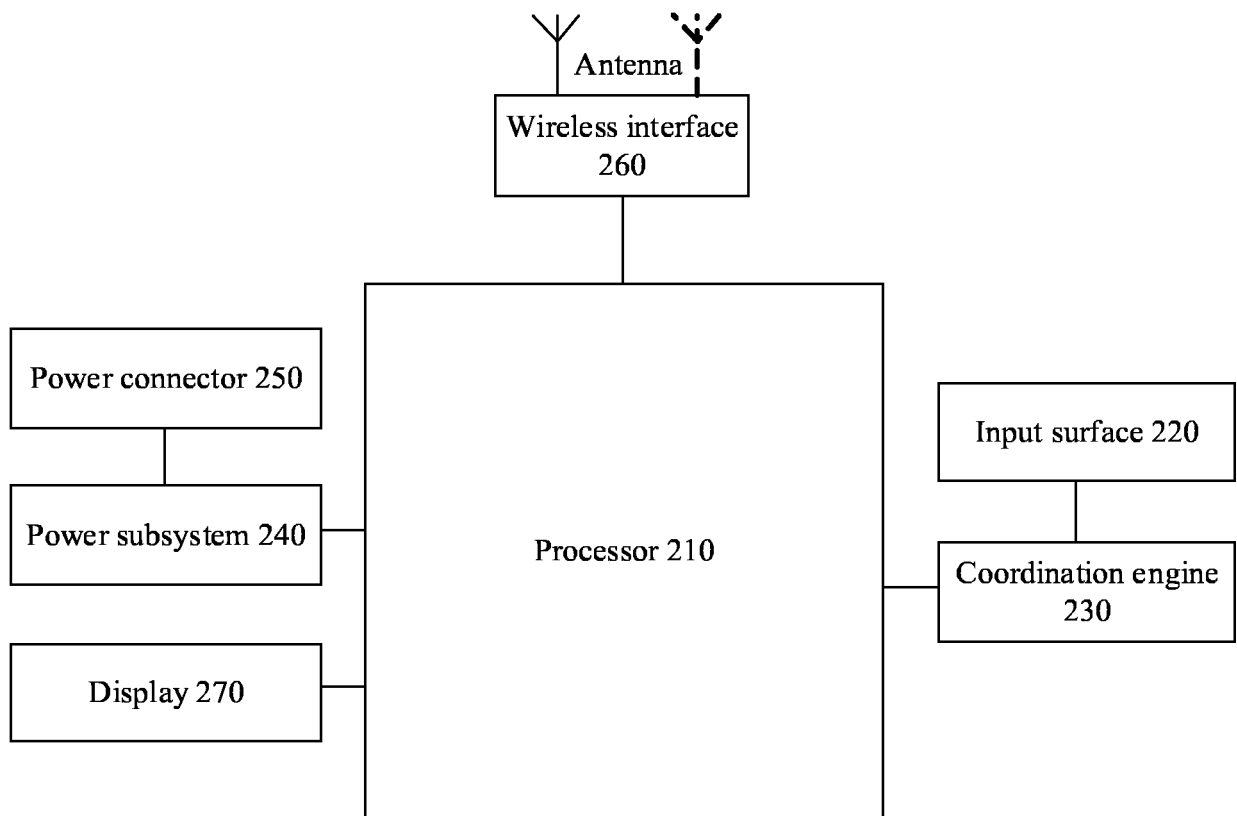 Antenna
Wireless interface
260
Power connector 250
Input surface 220
Power subsystem 240
Processor 210
Coordination engine
230
Display 270